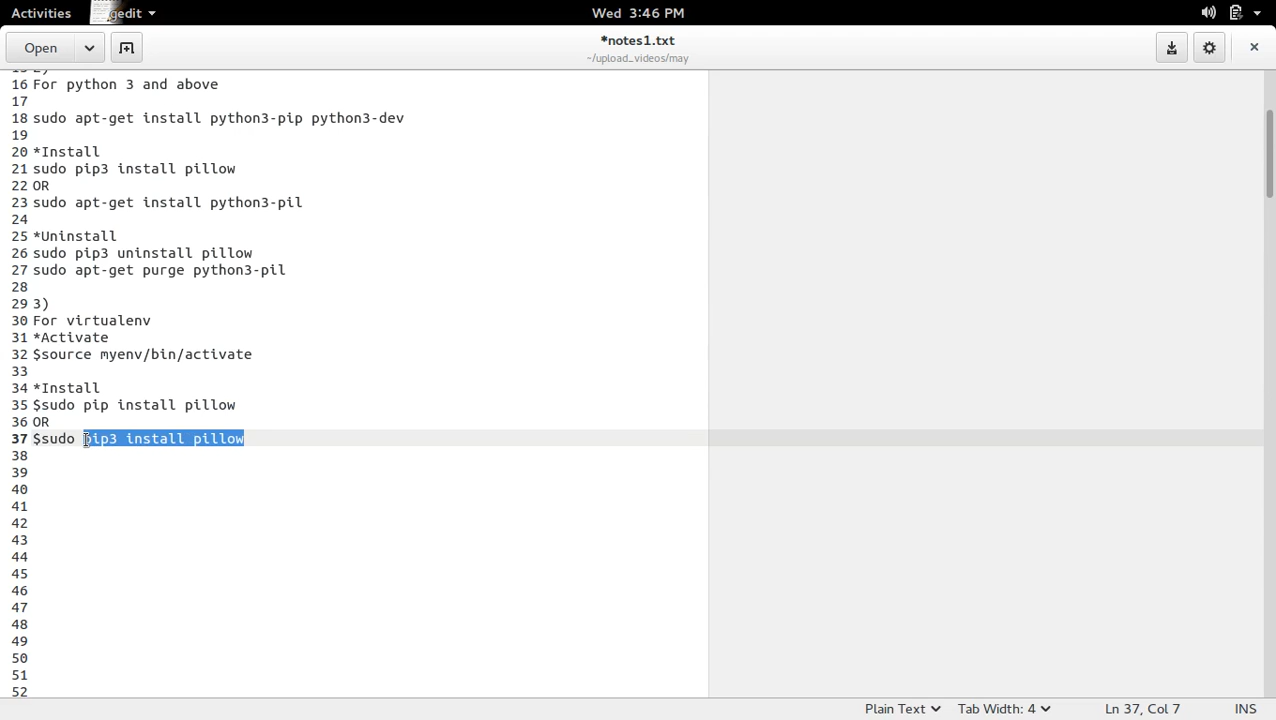 Activities gedit Wed 3:46 PM
Open *notes1.txt
~/upload_videos/may
15 2)
16 For python 3 and above
17
18 sudo apt-get install python3-pip python3-dev
19
20 *Install
21 sudo pip3 install pillow
22 OR
23 sudo apt-get install python3-pil
24
25 *Uninstall
26 sudo pip3 uninstall pillow
27 sudo apt-get purge python3-pil
28
29 3)
30 For virtualenv
31 *Activate
32 $source myenv/bin/activate
33
34 *Install
35 $sudo pip install pillow
36 OR
37 $sudo pip3 install pillow
38
39
40
41
42
43
44
45
46
47
48
49
50
51
52
Plain Text Tab Width: 4 Ln 37, Col 7 INS